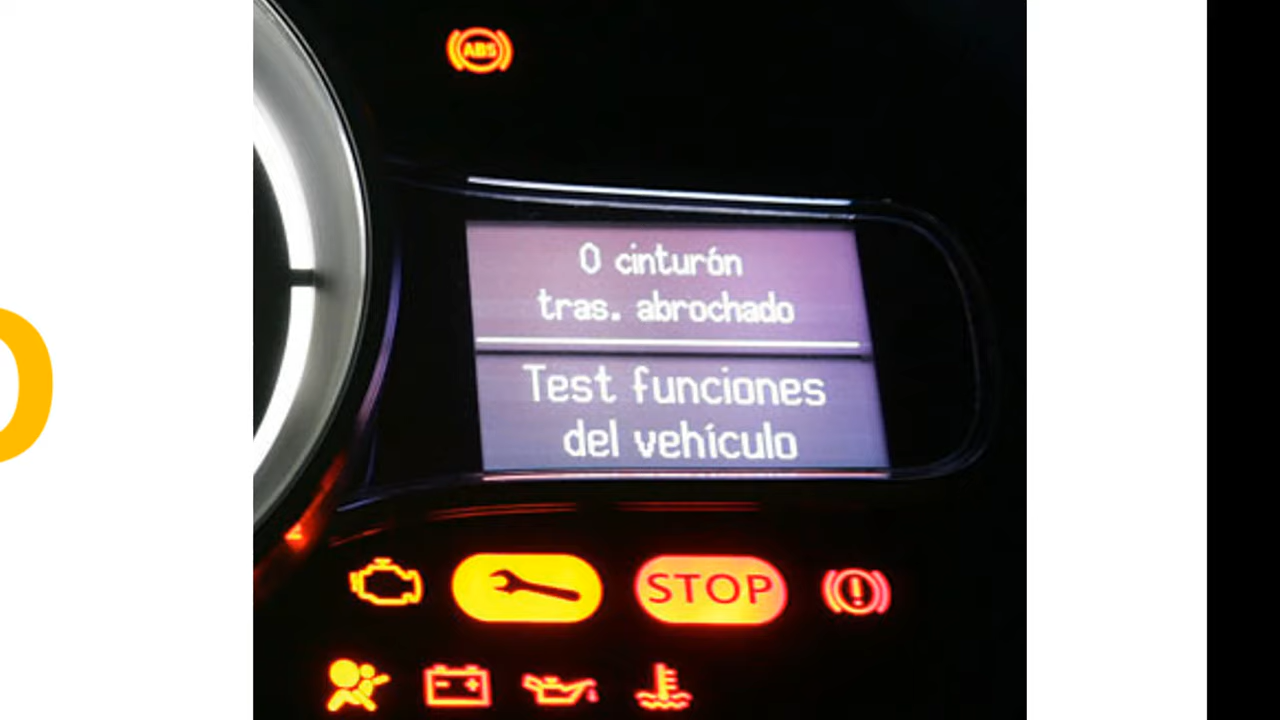 ABS
0 cinturón
tras. abrochado
Test funciones
del vehículo
STOP